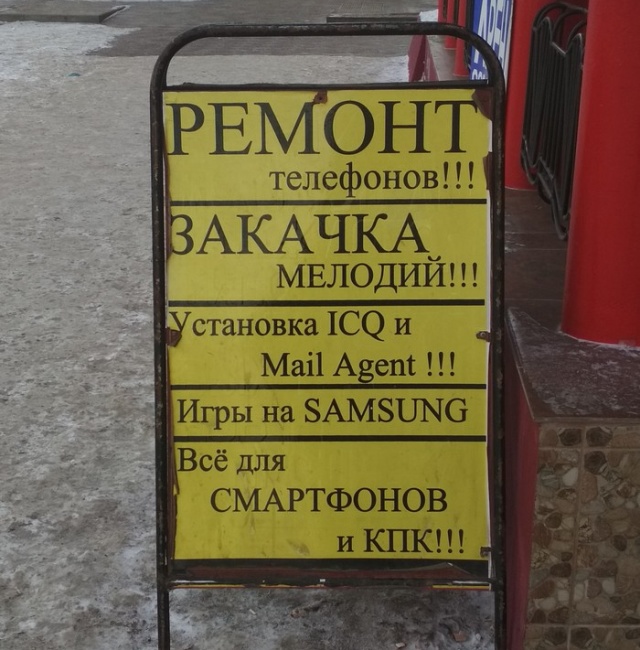 РЕМОНТ
телефонов!!!
ЗАКАЧКА
МЕЛОДИЙ!!!
Установка ICQ и
Mail Agent !!!
Игры на SAMSUNG
Всё для
СМАРТФОНОВ
и КПК!!!